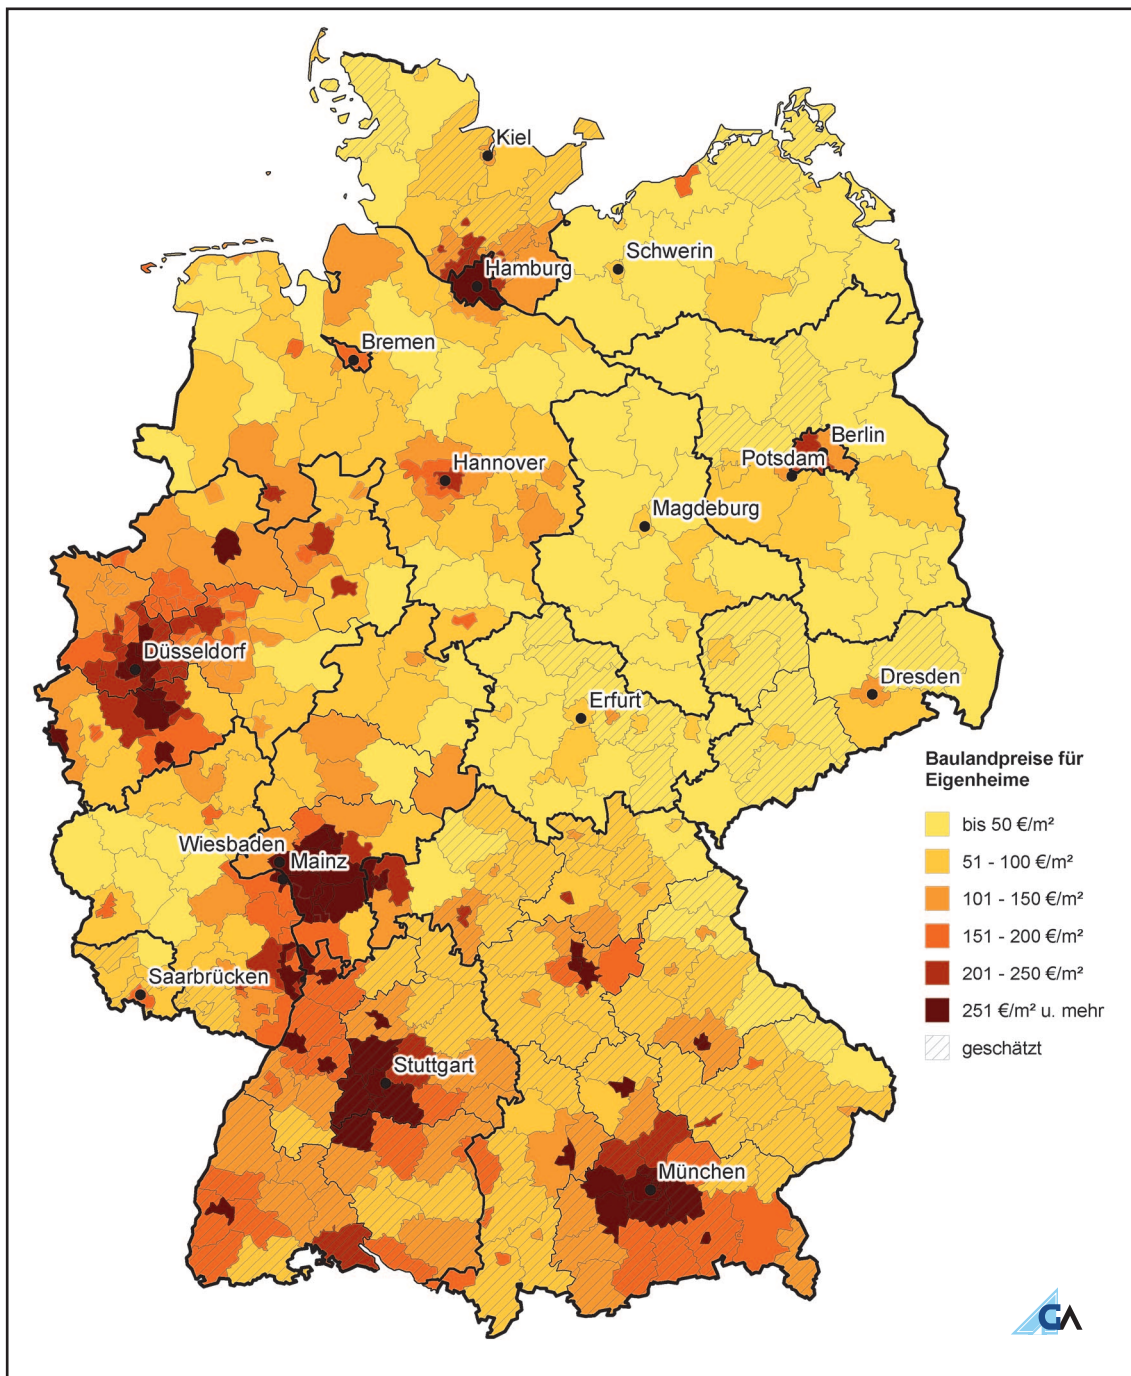 Kiel
Schwerin
Hamburg
Bremen
Berlin
Potsdam
Hannover
Magdeburg
Düsseldorf
Dresden
Erfurt
Wiesbaden
Mainz
Saarbrücken
Stuttgart
München
Baulandpreise für
Eigenheime
bis 50 €/m²
51 - 100 €/m²
101 - 150 €/m²
151 - 200 €/m²
201 - 250 €/m²
251 €/m² u. mehr
geschätzt
GA